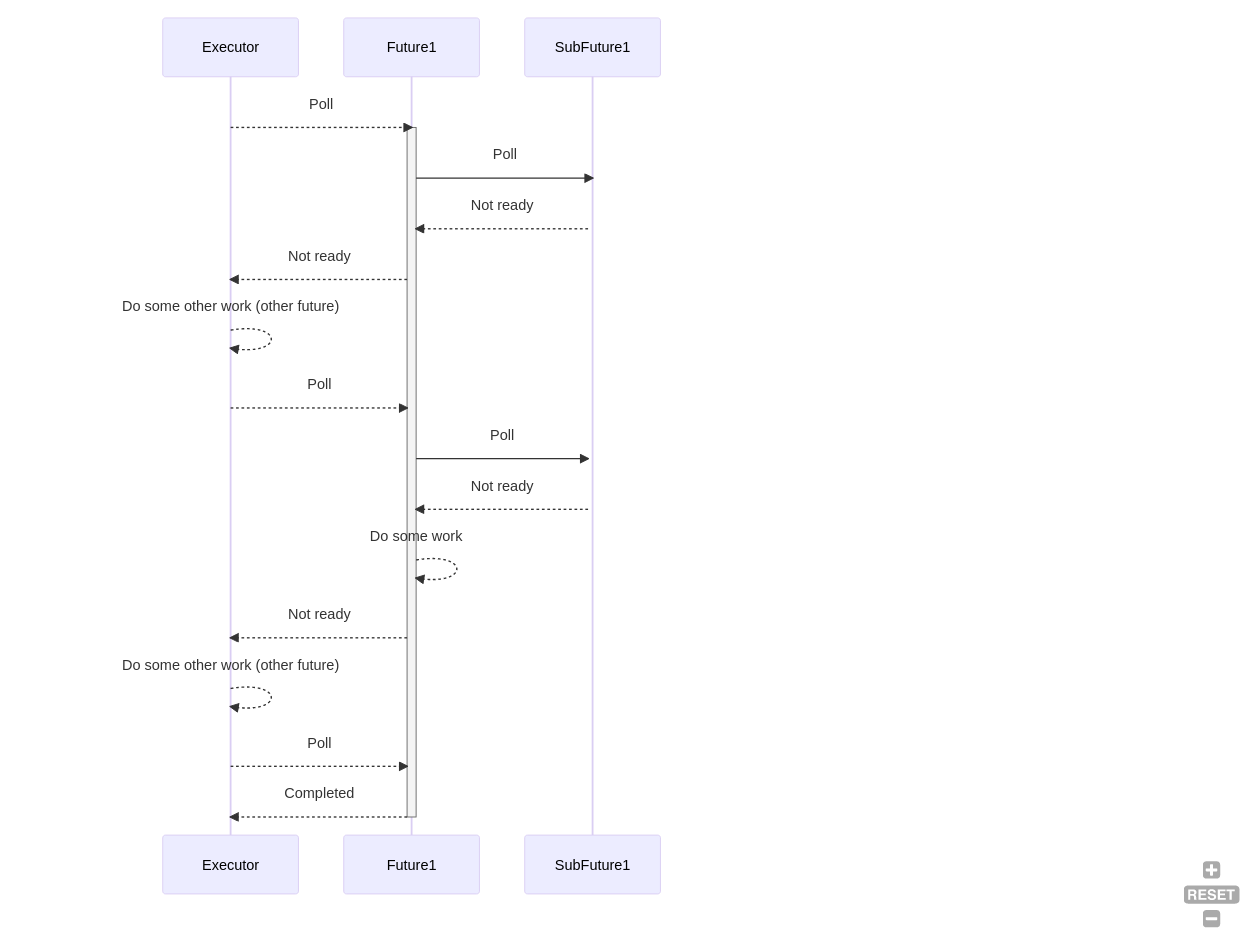 Executor
Future1
SubFuture1
Poll
Poll
Not ready
Not ready
Do some other work (other future)
Poll
Poll
Not ready
Do some work
Not ready
Do some other work (other future)
Poll
Completed
Executor
Future1
SubFuture1
RESET